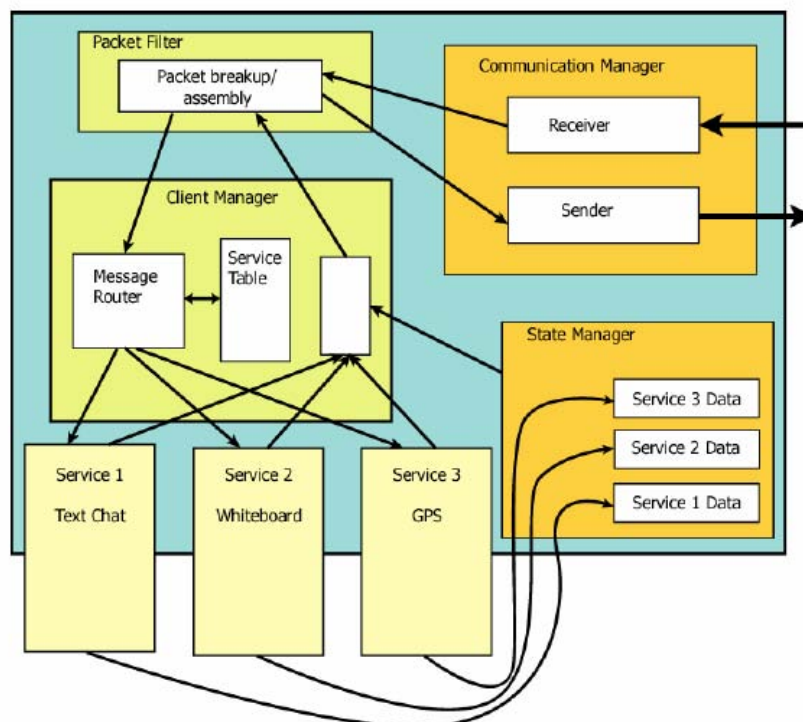 Packet Filter
Packet breakup/
assembly
Communication Manager
Receiver
Sender
Client Manager
Message
Router
Service
Table
State Manager
Service 3 Data
Service 2 Data
Service 1 Data
Service 1
Text Chat
Service 2
Whiteboard
Service 3
GPS